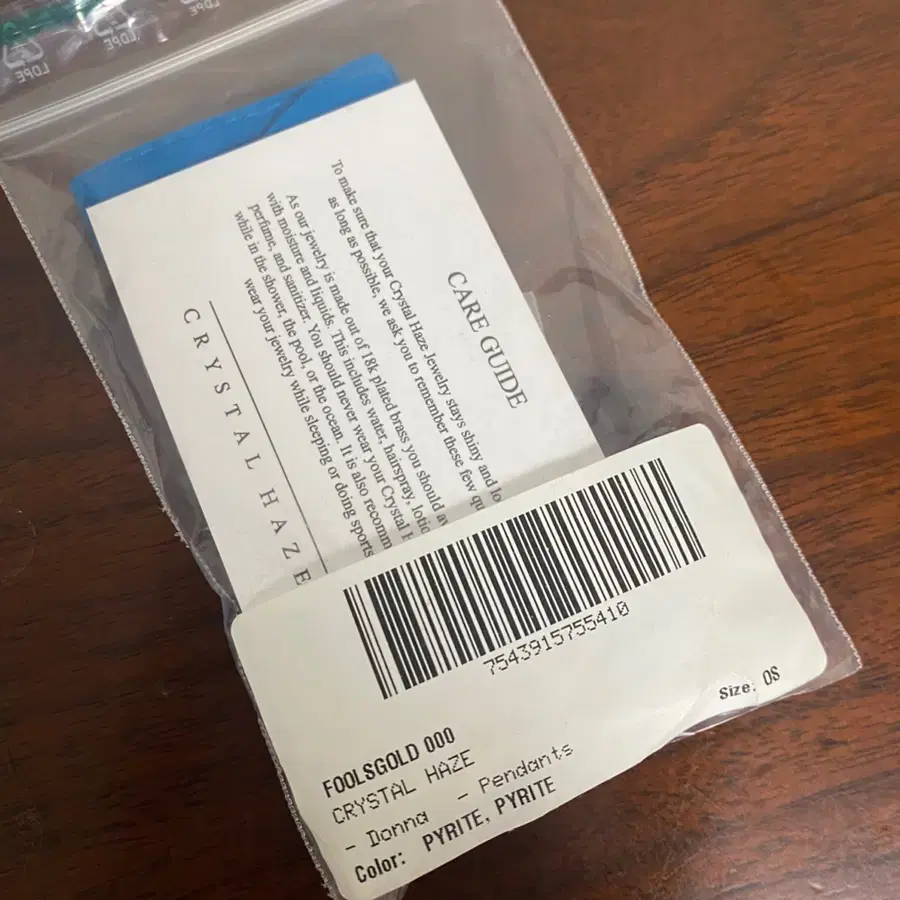 LDPE
LDPE
LDPE
CARE GUIDE
To make sure that your Crystal Haze Jewelry stays shiny and
as long as possible, we ask you to remember these few
As our jewelry is made out of 18k plated brass you should
with moisture and liquids. This includes water, hairspray,
perfume, and sanitizer. You should never wear your Crystal
while in the shower, the pool, or the ocean. It is also
wear your jewelry while sleeping or doing sports
CRYSTAL HAZE
7543915755410
Size: OS
FOOLSGOLD 000
CRYSTAL HAZE
- Donna - Pendants
Color: PYRITE, PYRITE